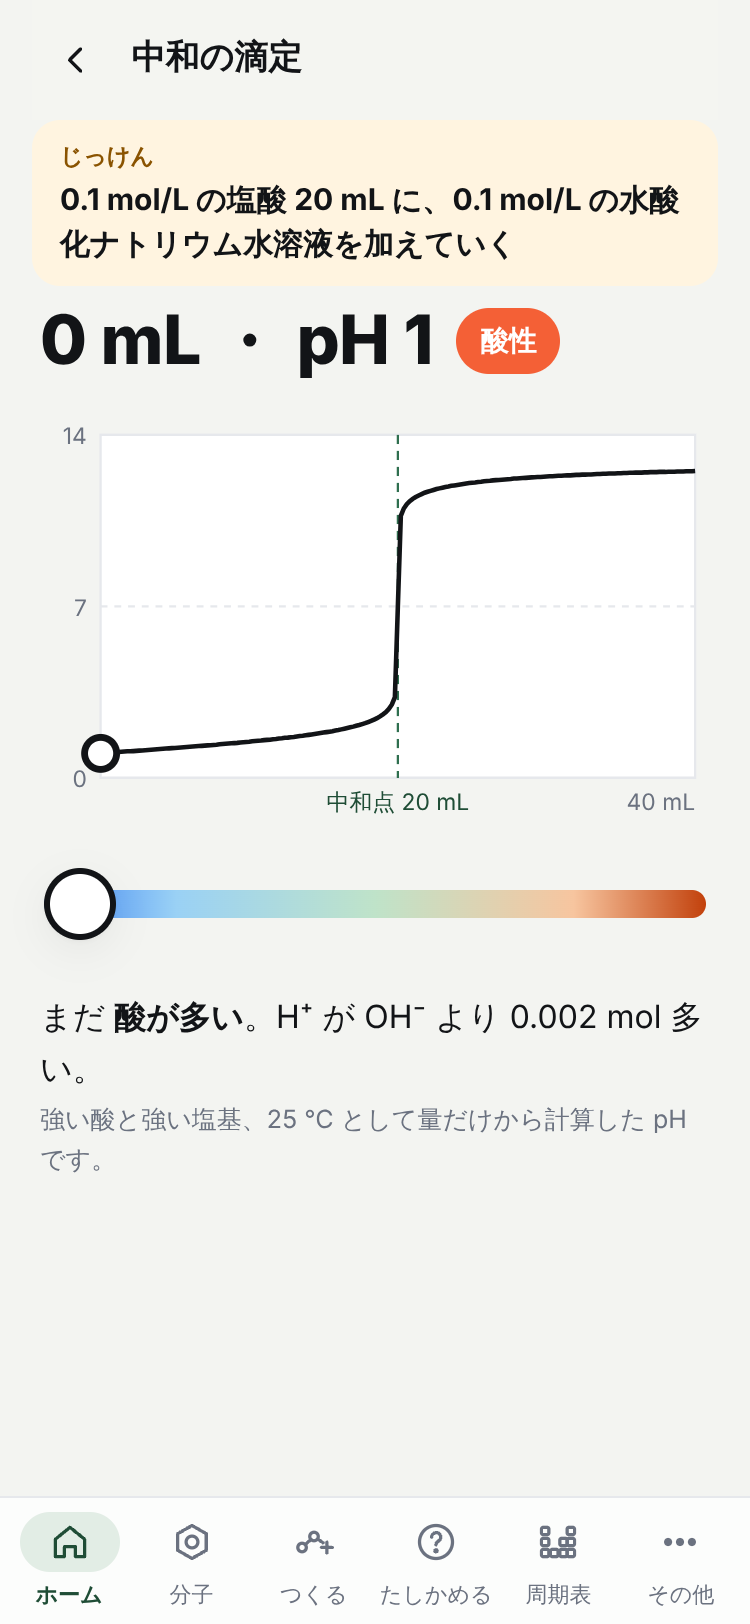 中和の滴定
じっけん
0.1 mol/L の塩酸 20 mL に、0.1 mol/L の水酸
化ナトリウム水溶液を加えていく
0 mL ・ pH 1 酸性
14
7
0
中和点 20 mL 40 mL
まだ 酸が多い。H⁺ が OH⁻ より 0.002 mol 多
い。
強い酸と強い塩基、25 °C として量だけから計算した pH
です。
ホーム 分子 つくる たしかめる 周期表 その他